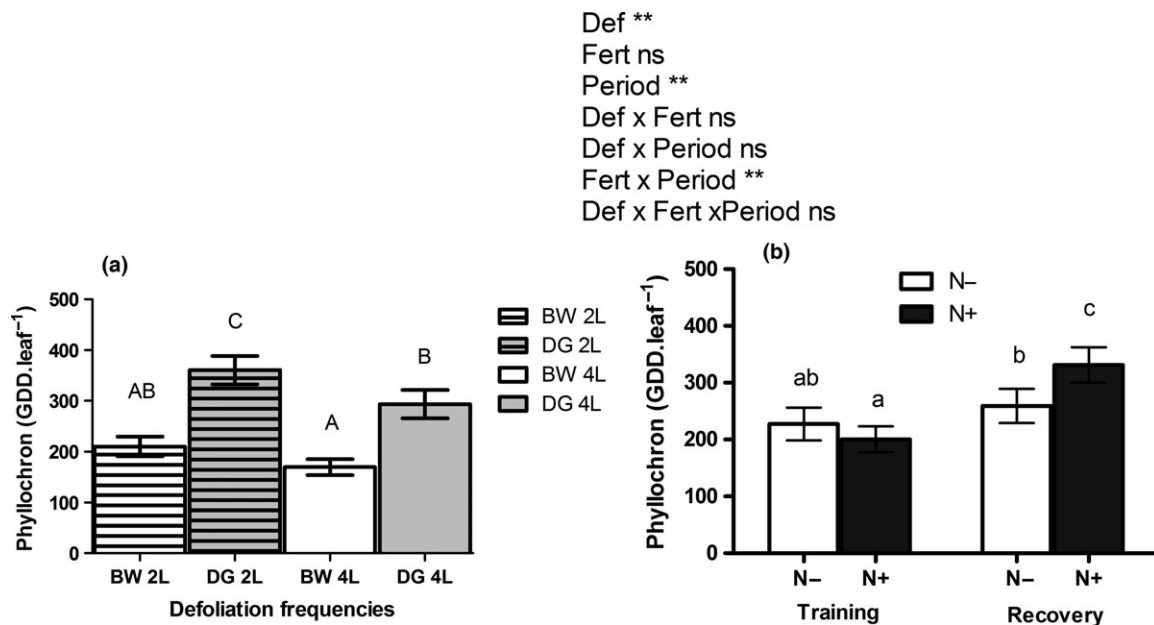 Def **
Fert ns
Period **
Def x Fert ns
Def x Period ns
Fert x Period **
Def x Fert xPeriod ns
(a)
Phyllochron (GDD.leaf⁻¹)
500
400
300
200
100
0
AB
C
A
B
BW 2L
DG 2L
BW 4L
DG 4L
BW 2L DG 2L BW 4L DG 4L
Defoliation frequencies
(b)
Phyllochron (GDD.leaf⁻¹)
500
400
300
200
100
0
N–
N+
ab
a
b
c
N– N+ N– N+
Training Recovery